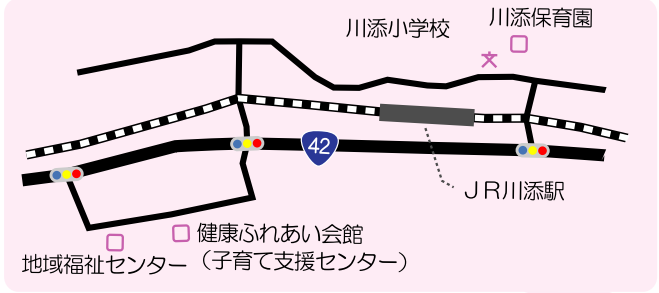 川添保育園
川添小学校
42
JR川添駅
健康ふれあい会館
地域福祉センター（子育て支援センター）